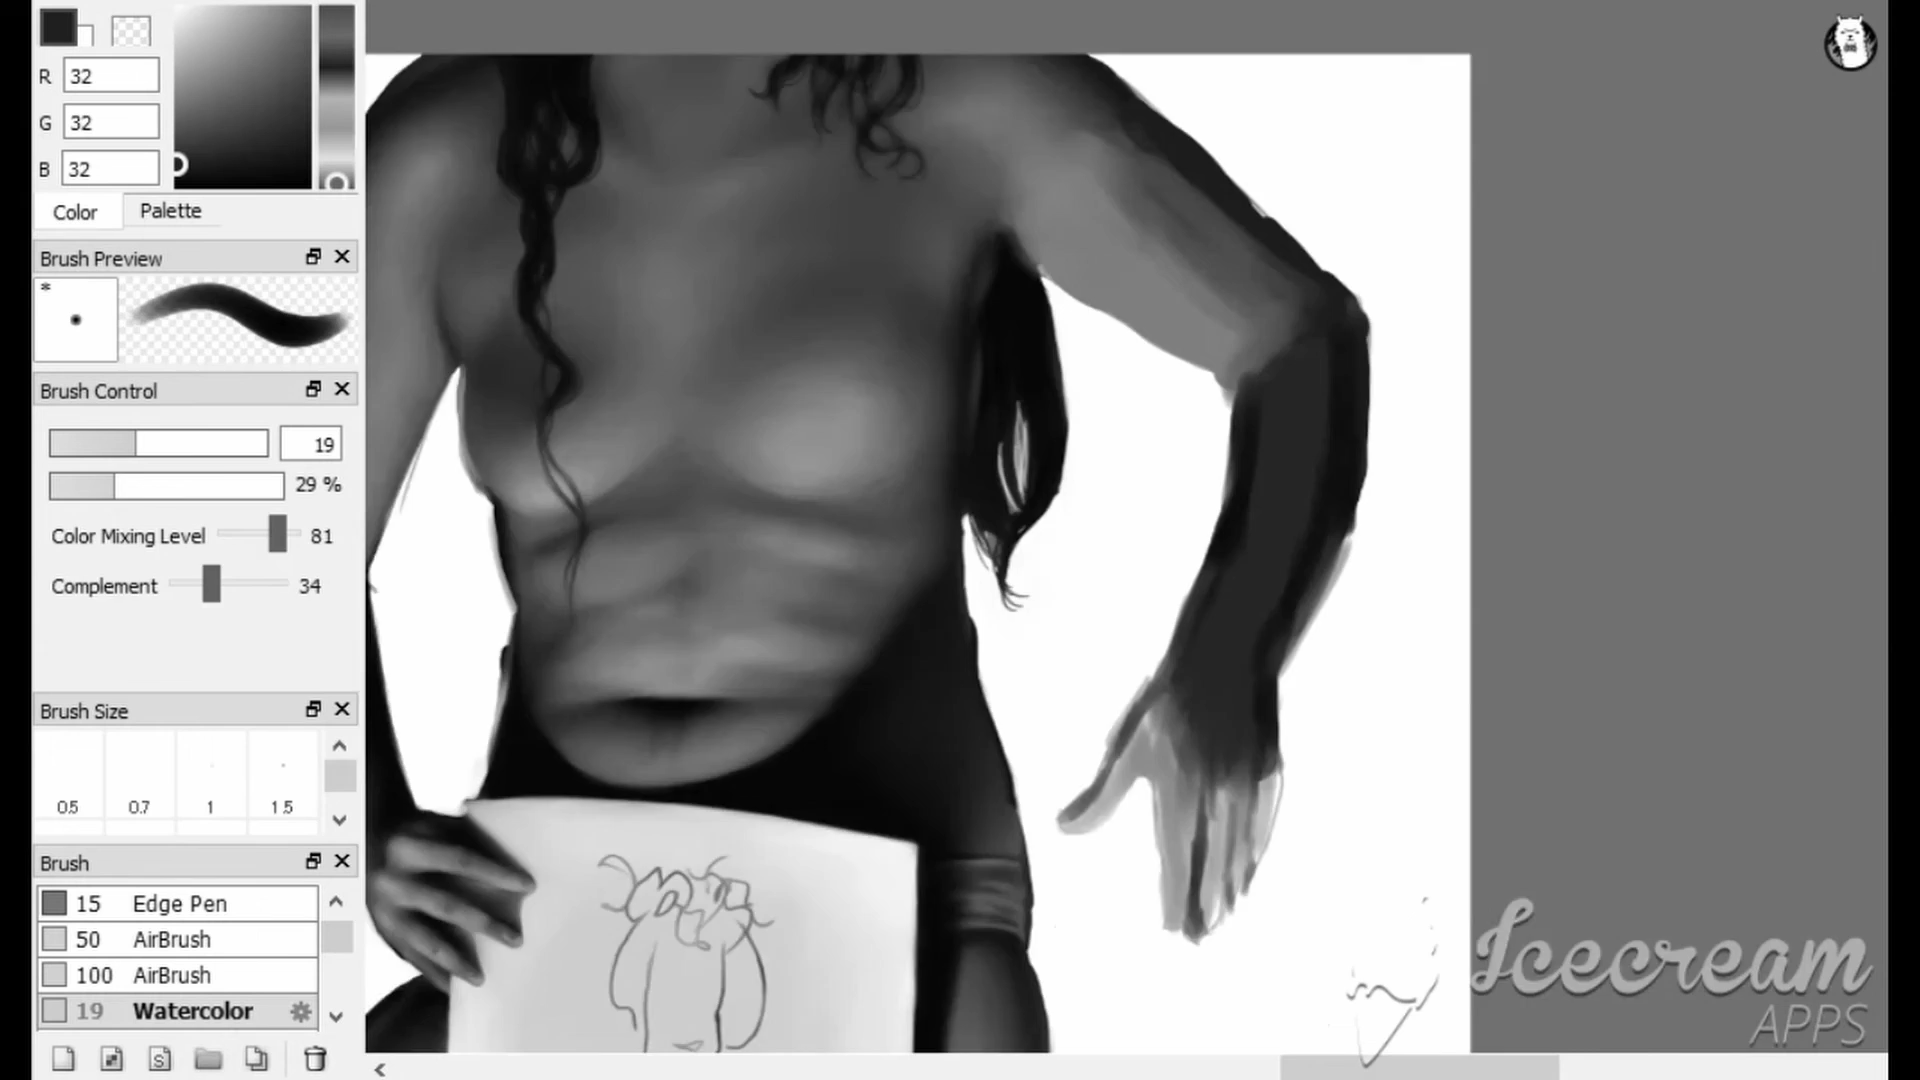 R 32
G 32
B 32
Color Palette
Brush Preview
*
Brush Control
19
29 %
Color Mixing Level 81
Complement 34
Brush Size
0.5 0.7 1 1.5
Brush
15 Edge Pen
50 AirBrush
100 AirBrush
19 Watercolor
S
Icecream
APPS